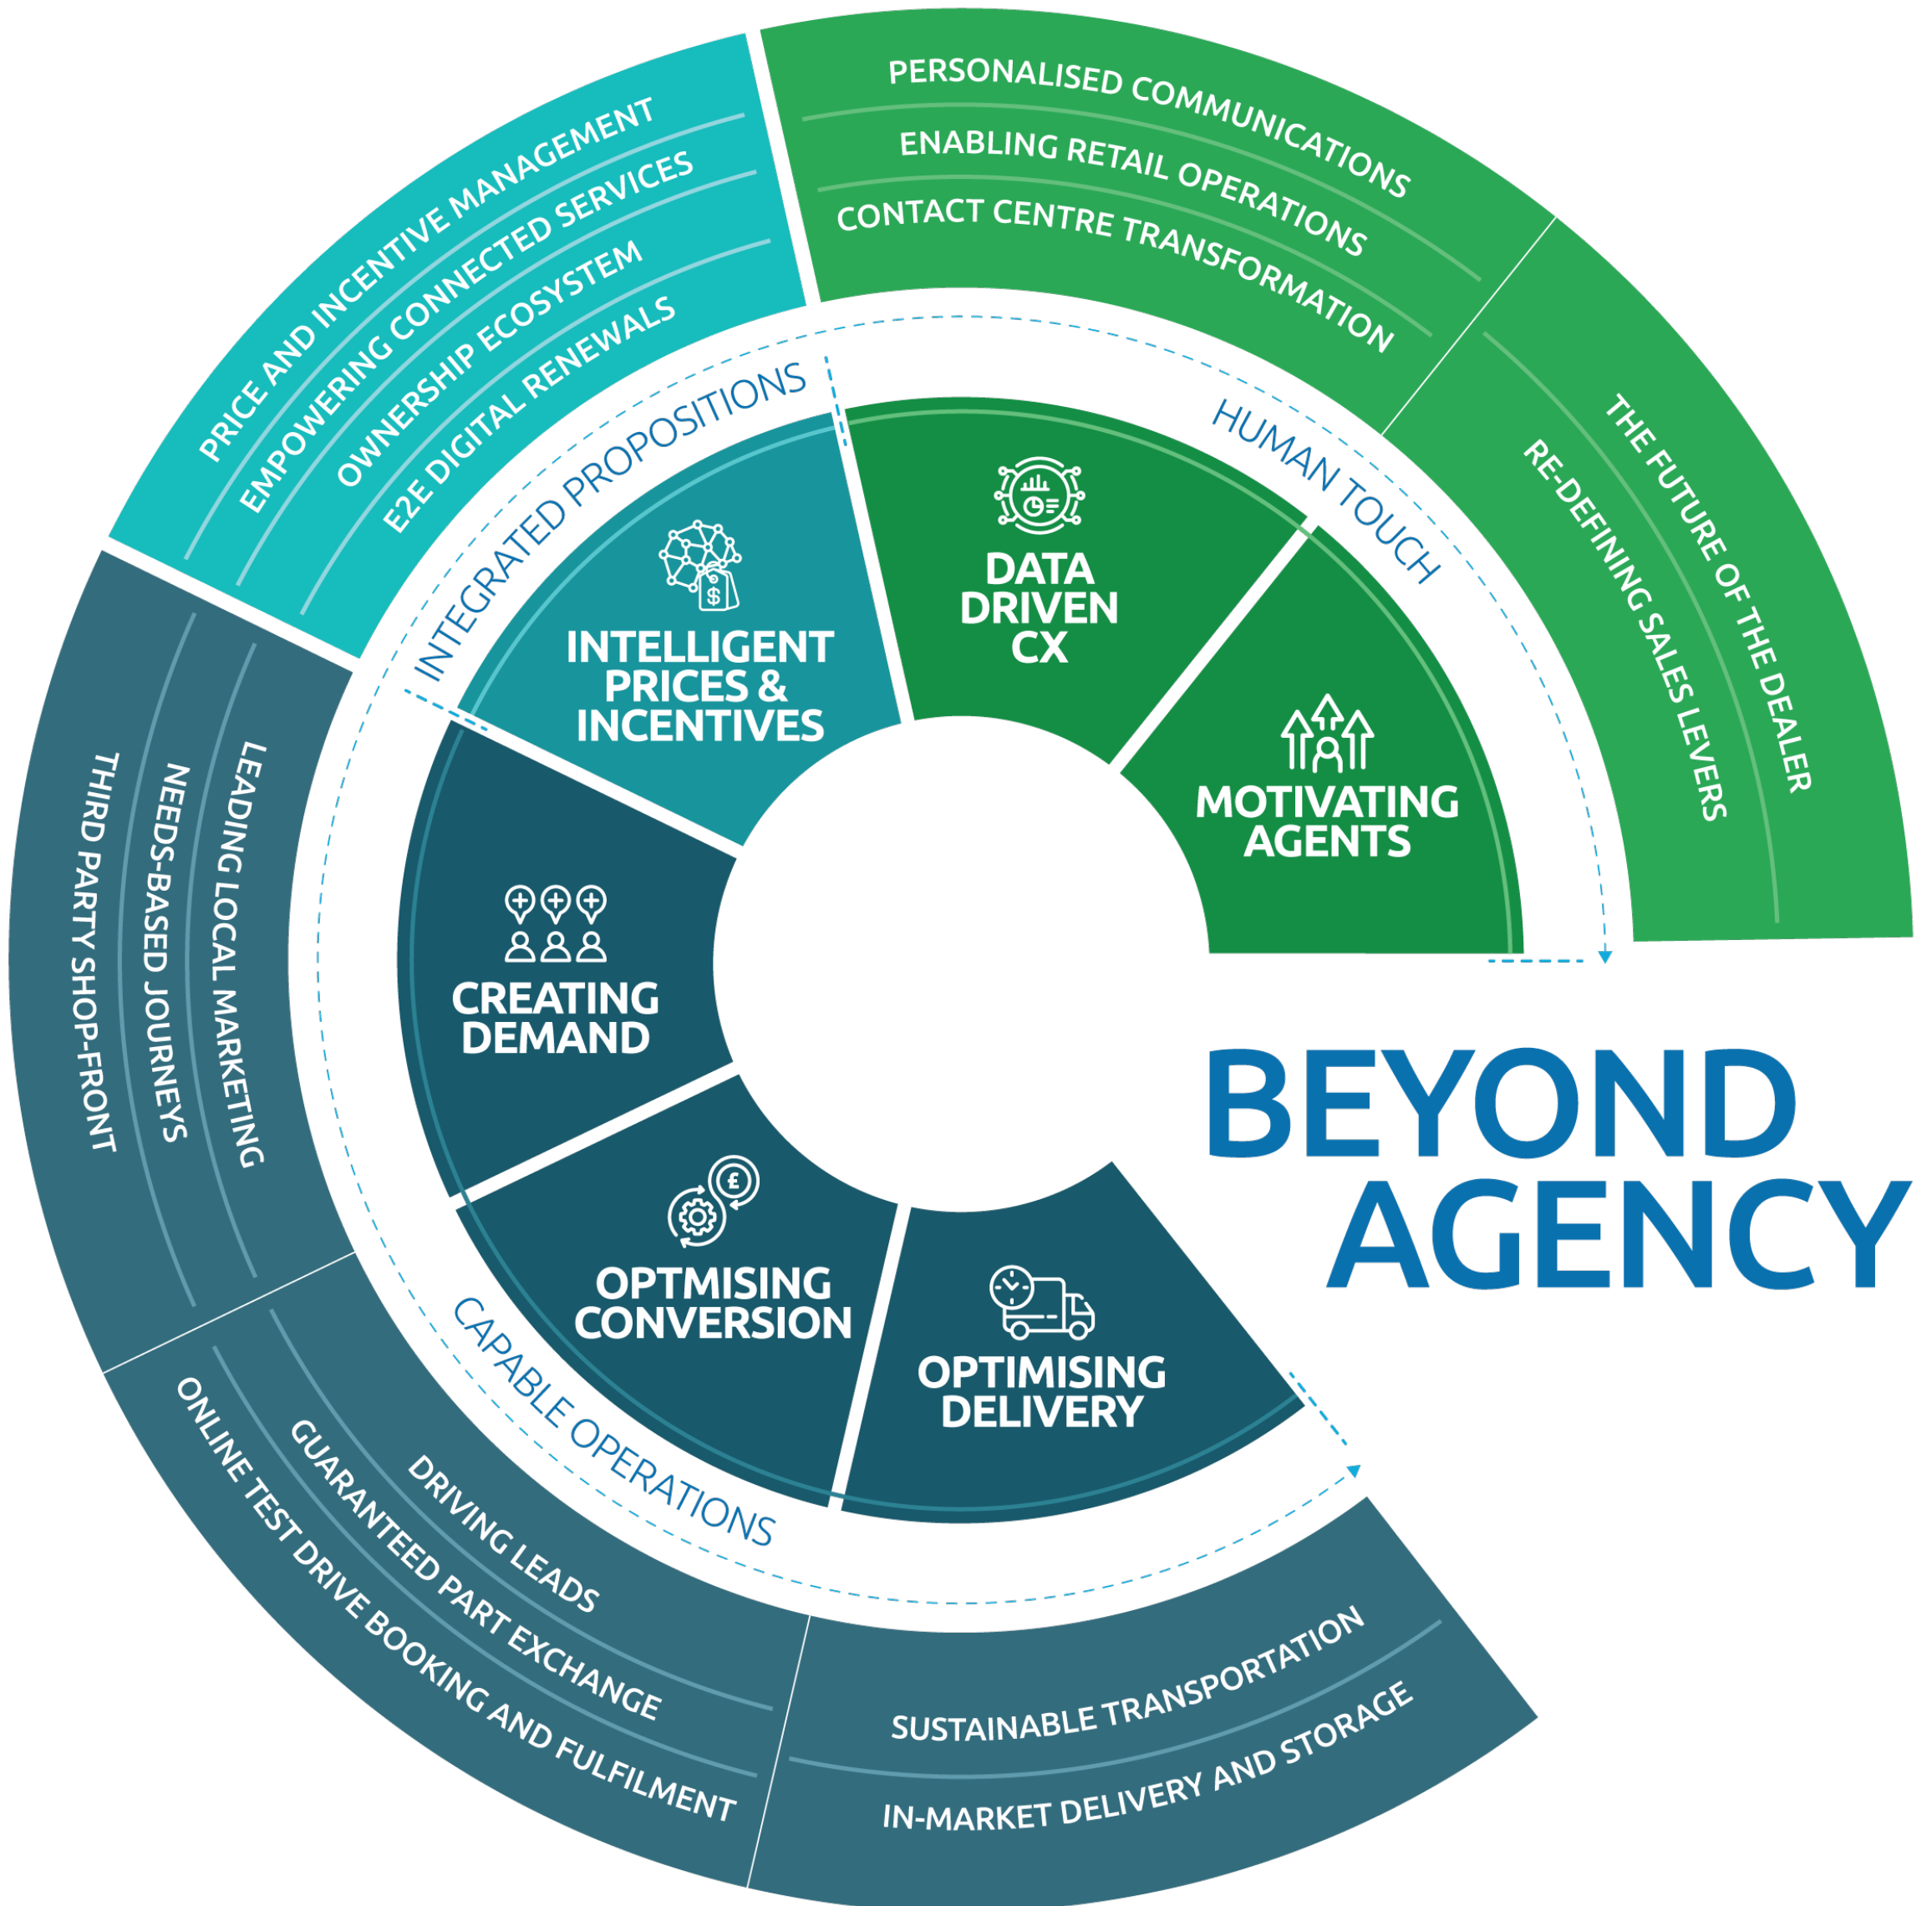 PERSONALISED COMMUNICATIONS
ENABLING RETAIL OPERATIONS
CONTACT CENTRE TRANSFORMATION
THE FUTURE OF THE DEALER
RE-DEFINING SALES LEVERS
PRICE AND INCENTIVE MANAGEMENT
EMPOWERING CONNECTED SERVICES
OWNERSHIP ECOSYSTEM
E2E DIGITAL RENEWALS
INTEGRATED PROPOSITIONS
HUMAN TOUCH
DATA
DRIVEN
CX
INTELLIGENT
PRICES &
INCENTIVES
$
MOTIVATING
AGENTS
THIRD PARTY SHOP-FRONT
NEEDS-BASED JOURNEYS
LEADING LOCAL MARKETING
CREATING
DEMAND
BEYOND
AGENCY
£
OPTMISING
CONVERSION
OPTIMISING
DELIVERY
CAPABLE OPERATIONS
DRIVING LEADS
GUARANTEED PART EXCHANGE
ONLINE TEST DRIVE BOOKING AND FULFILMENT
SUSTAINABLE TRANSPORTATION
IN-MARKET DELIVERY AND STORAGE